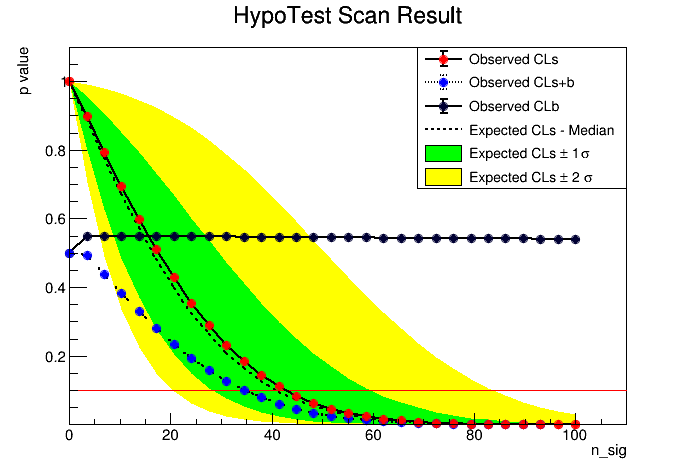 HypoTest Scan Result
p value
Observed CLs
Observed CLs+b
Observed CLb
Expected CLs - Median
Expected CLs ± 1σ
Expected CLs ± 2 σ
1
0.8
0.6
0.4
0.2
0 20 40 60 80 100
n_sig